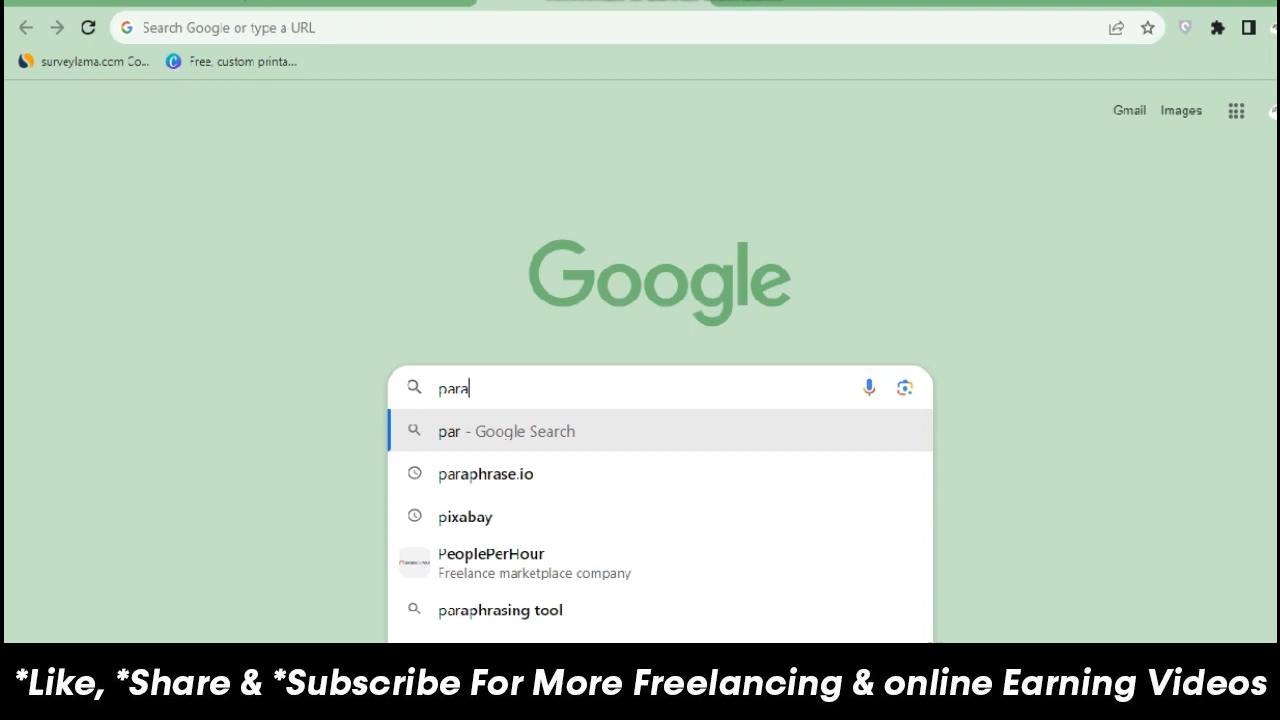 Search Google or type a URL
surveylama.com Co...
Free, custom printa...
Gmail Images
Google
para
par - Google Search
paraphrase.io
pixabay
PeoplePerHour
Freelance marketplace company
paraphrasing tool
*Like, *Share & *Subscribe For More Freelancing & online Earning Videos